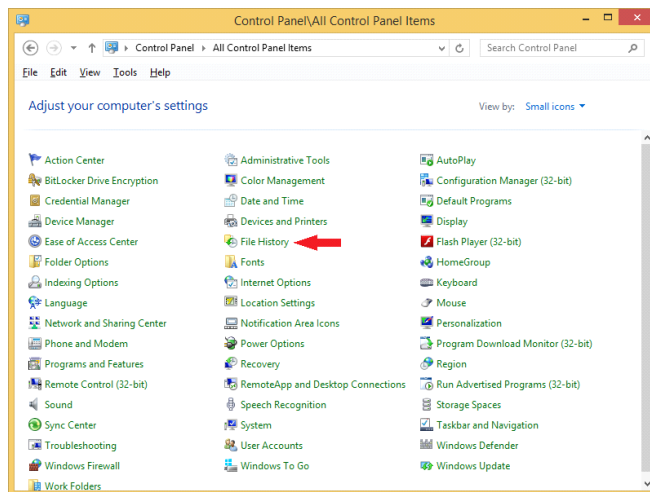 Control Panel\All Control Panel Items
Control Panel All Control Panel Items Search Control Panel
File Edit View Tools Help
Adjust your computer's settings View by: Small icons
Action Center Administrative Tools AutoPlay
BitLocker Drive Encryption Color Management Configuration Manager (32-bit)
Credential Manager Date and Time Default Programs
Device Manager Devices and Printers Display
Ease of Access Center File History Flash Player (32-bit)
Folder Options Fonts HomeGroup
Indexing Options Internet Options Keyboard
Language Location Settings Mouse
Network and Sharing Center Notification Area Icons Personalization
Phone and Modem Power Options Program Download Monitor (32-bit)
Programs and Features Recovery Region
Remote Control (32-bit) RemoteApp and Desktop Connections Run Advertised Programs (32-bit)
Sound Speech Recognition Storage Spaces
Sync Center System Taskbar and Navigation
Troubleshooting User Accounts Windows Defender
Windows Firewall Windows To Go Windows Update
Work Folders